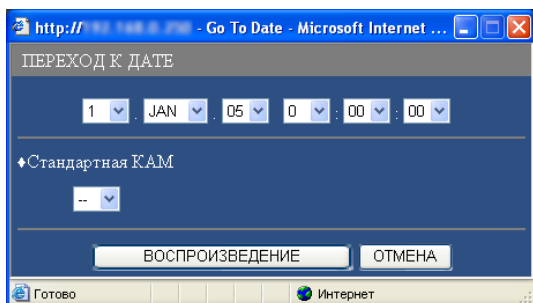 http:// - Go To Date - Microsoft Internet ...
ПЕРЕХОД К ДАТЕ
1 . JAN . 05 0 : 00 : 00
♦Стандартная КАМ
--
ВОСПРОИЗВЕДЕНИЕ ОТМЕНА
Готово Интернет